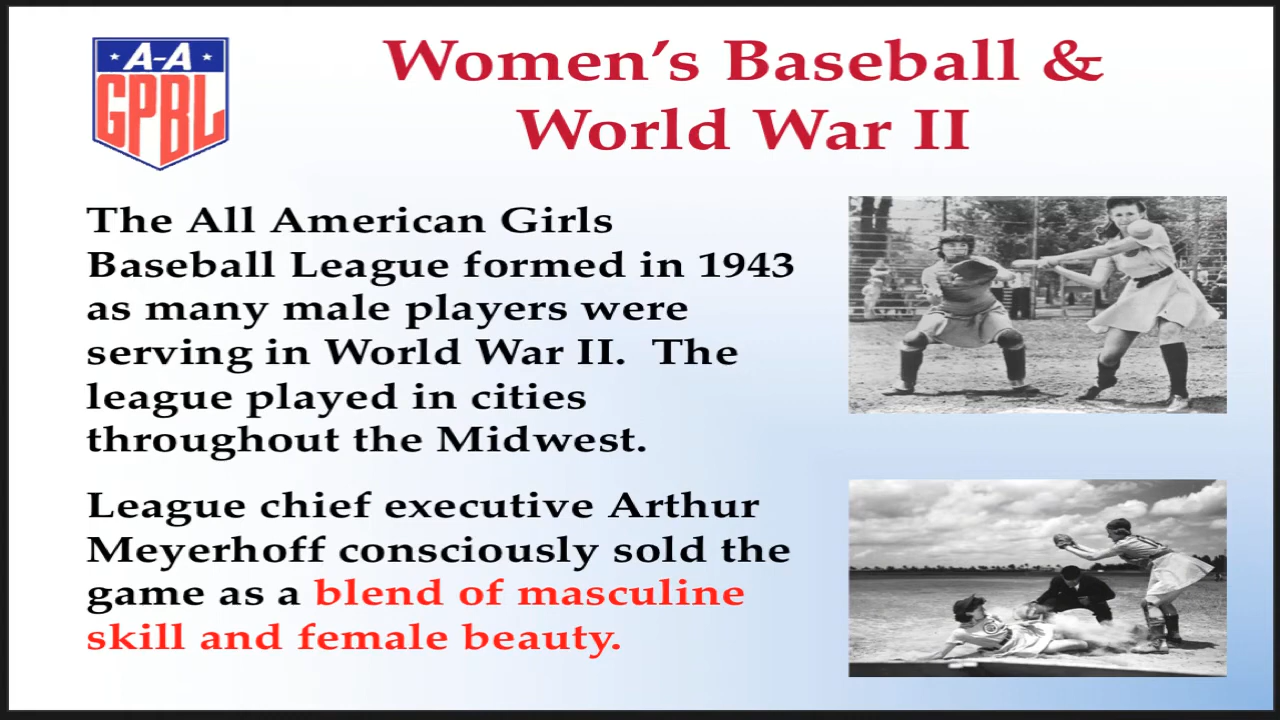 A-A
GPBL
Women's Baseball &
World War II
The All American Girls
Baseball League formed in 1943
as many male players were
serving in World War II.  The
league played in cities
throughout the Midwest.
League chief executive Arthur
Meyerhoff consciously sold the
game as a blend of masculine
skill and female beauty.